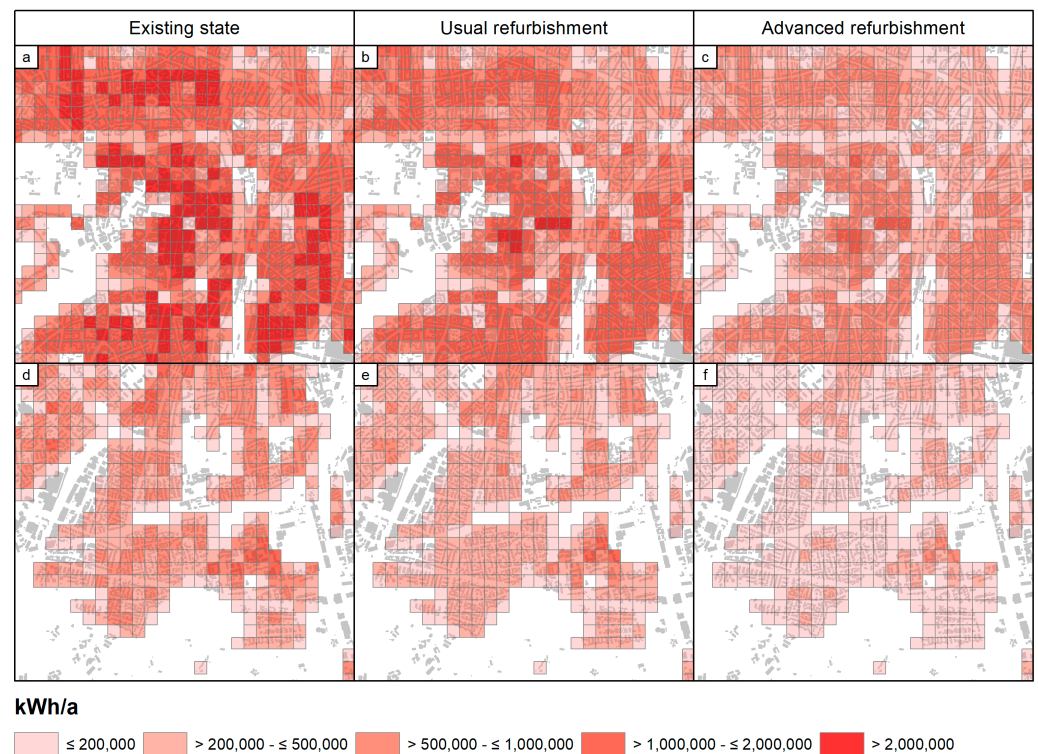 Existing state Usual refurbishment Advanced refurbishment
a b c
d e f
kWh/a
≤ 200,000 > 200,000 - ≤ 500,000 > 500,000 - ≤ 1,000,000 > 1,000,000 - ≤ 2,000,000 > 2,000,000